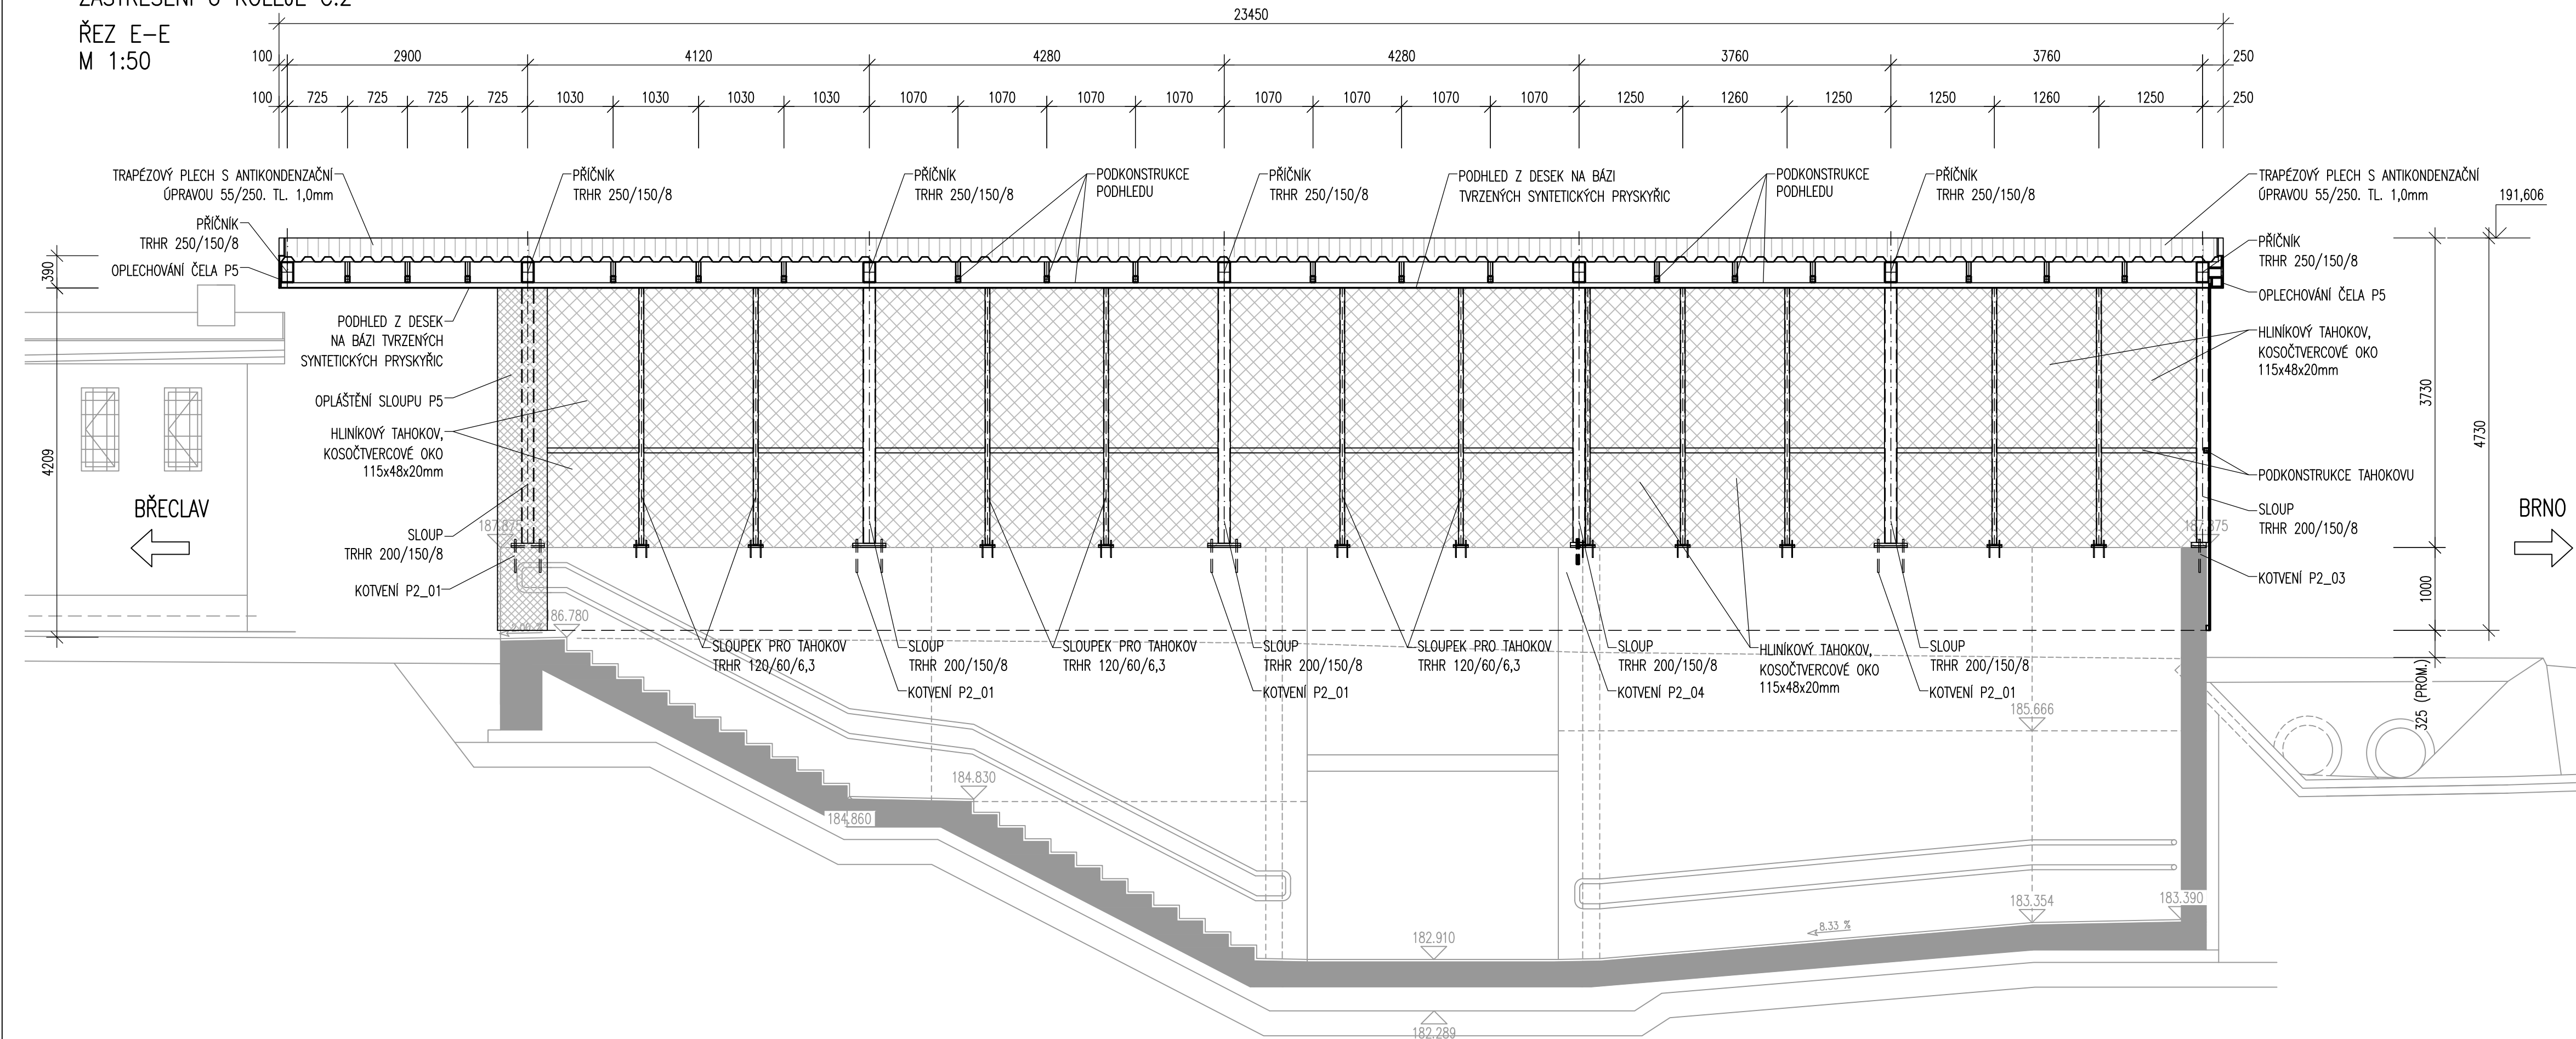 ŘEZ E-E
M 1:50
23450
100
2900
4120
4280
4280
3760
3760
250
100
725
725
725
725
1030
1030
1030
1030
1070
1070
1070
1070
1070
1070
1070
1070
1250
1260
1250
1250
1260
1250
250
TRAPÉZOVÝ PLECH S ANTIKONDENZAČNÍ
ÚPRAVOU 55/250. TL. 1,0mm
PŘÍČNÍK
TRHR 250/150/8
OPLECHOVÁNÍ ČELA P5
PŘÍČNÍK
TRHR 250/150/8
PŘÍČNÍK
TRHR 250/150/8
PODKONSTRUKCE
PODHLEDU
PŘÍČNÍK
TRHR 250/150/8
PODHLED Z DESEK NA BÁZI
TVRZENÝCH SYNTETICKÝCH PRYSKYŘIC
PODKONSTRUKCE
PODHLEDU
PŘÍČNÍK
TRHR 250/150/8
TRAPÉZOVÝ PLECH S ANTIKONDENZAČNÍ
ÚPRAVOU 55/250. TL. 1,0mm
191,606
PŘÍČNÍK
TRHR 250/150/8
OPLECHOVÁNÍ ČELA P5
HLINÍKOVÝ TAHOKOV,
KOSOČTVERCOVÉ OKO
115x48x20mm
390
4209
PODHLED Z DESEK
NA BÁZI TVRZENÝCH
SYNTETICKÝCH PRYSKYŘIC
OPLÁŠTĚNÍ SLOUPU P5
HLINÍKOVÝ TAHOKOV,
KOSOČTVERCOVÉ OKO
115x48x20mm
BŘECLAV
SLOUP
TRHR 200/150/8
KOTVENÍ P2_01
187.875
3730
4730
1000
325 (PROM.)
PODKONSTRUKCE TAHOKOVU
SLOUP
TRHR 200/150/8
187.875
KOTVENÍ P2_03
BRNO
186.780
SLOUPEK PRO TAHOKOV
TRHR 120/60/6,3
SLOUP
TRHR 200/150/8
KOTVENÍ P2_01
SLOUPEK PRO TAHOKOV
TRHR 120/60/6,3
SLOUP
TRHR 200/150/8
KOTVENÍ P2_01
SLOUPEK PRO TAHOKOV
TRHR 120/60/6,3
SLOUP
TRHR 200/150/8
KOTVENÍ P2_04
HLINÍKOVÝ TAHOKOV,
KOSOČTVERCOVÉ OKO
115x48x20mm
SLOUP
TRHR 200/150/8
KOTVENÍ P2_01
185.666
184.830
184.860
182.910
8.33 %
183.354
183.390
182.289